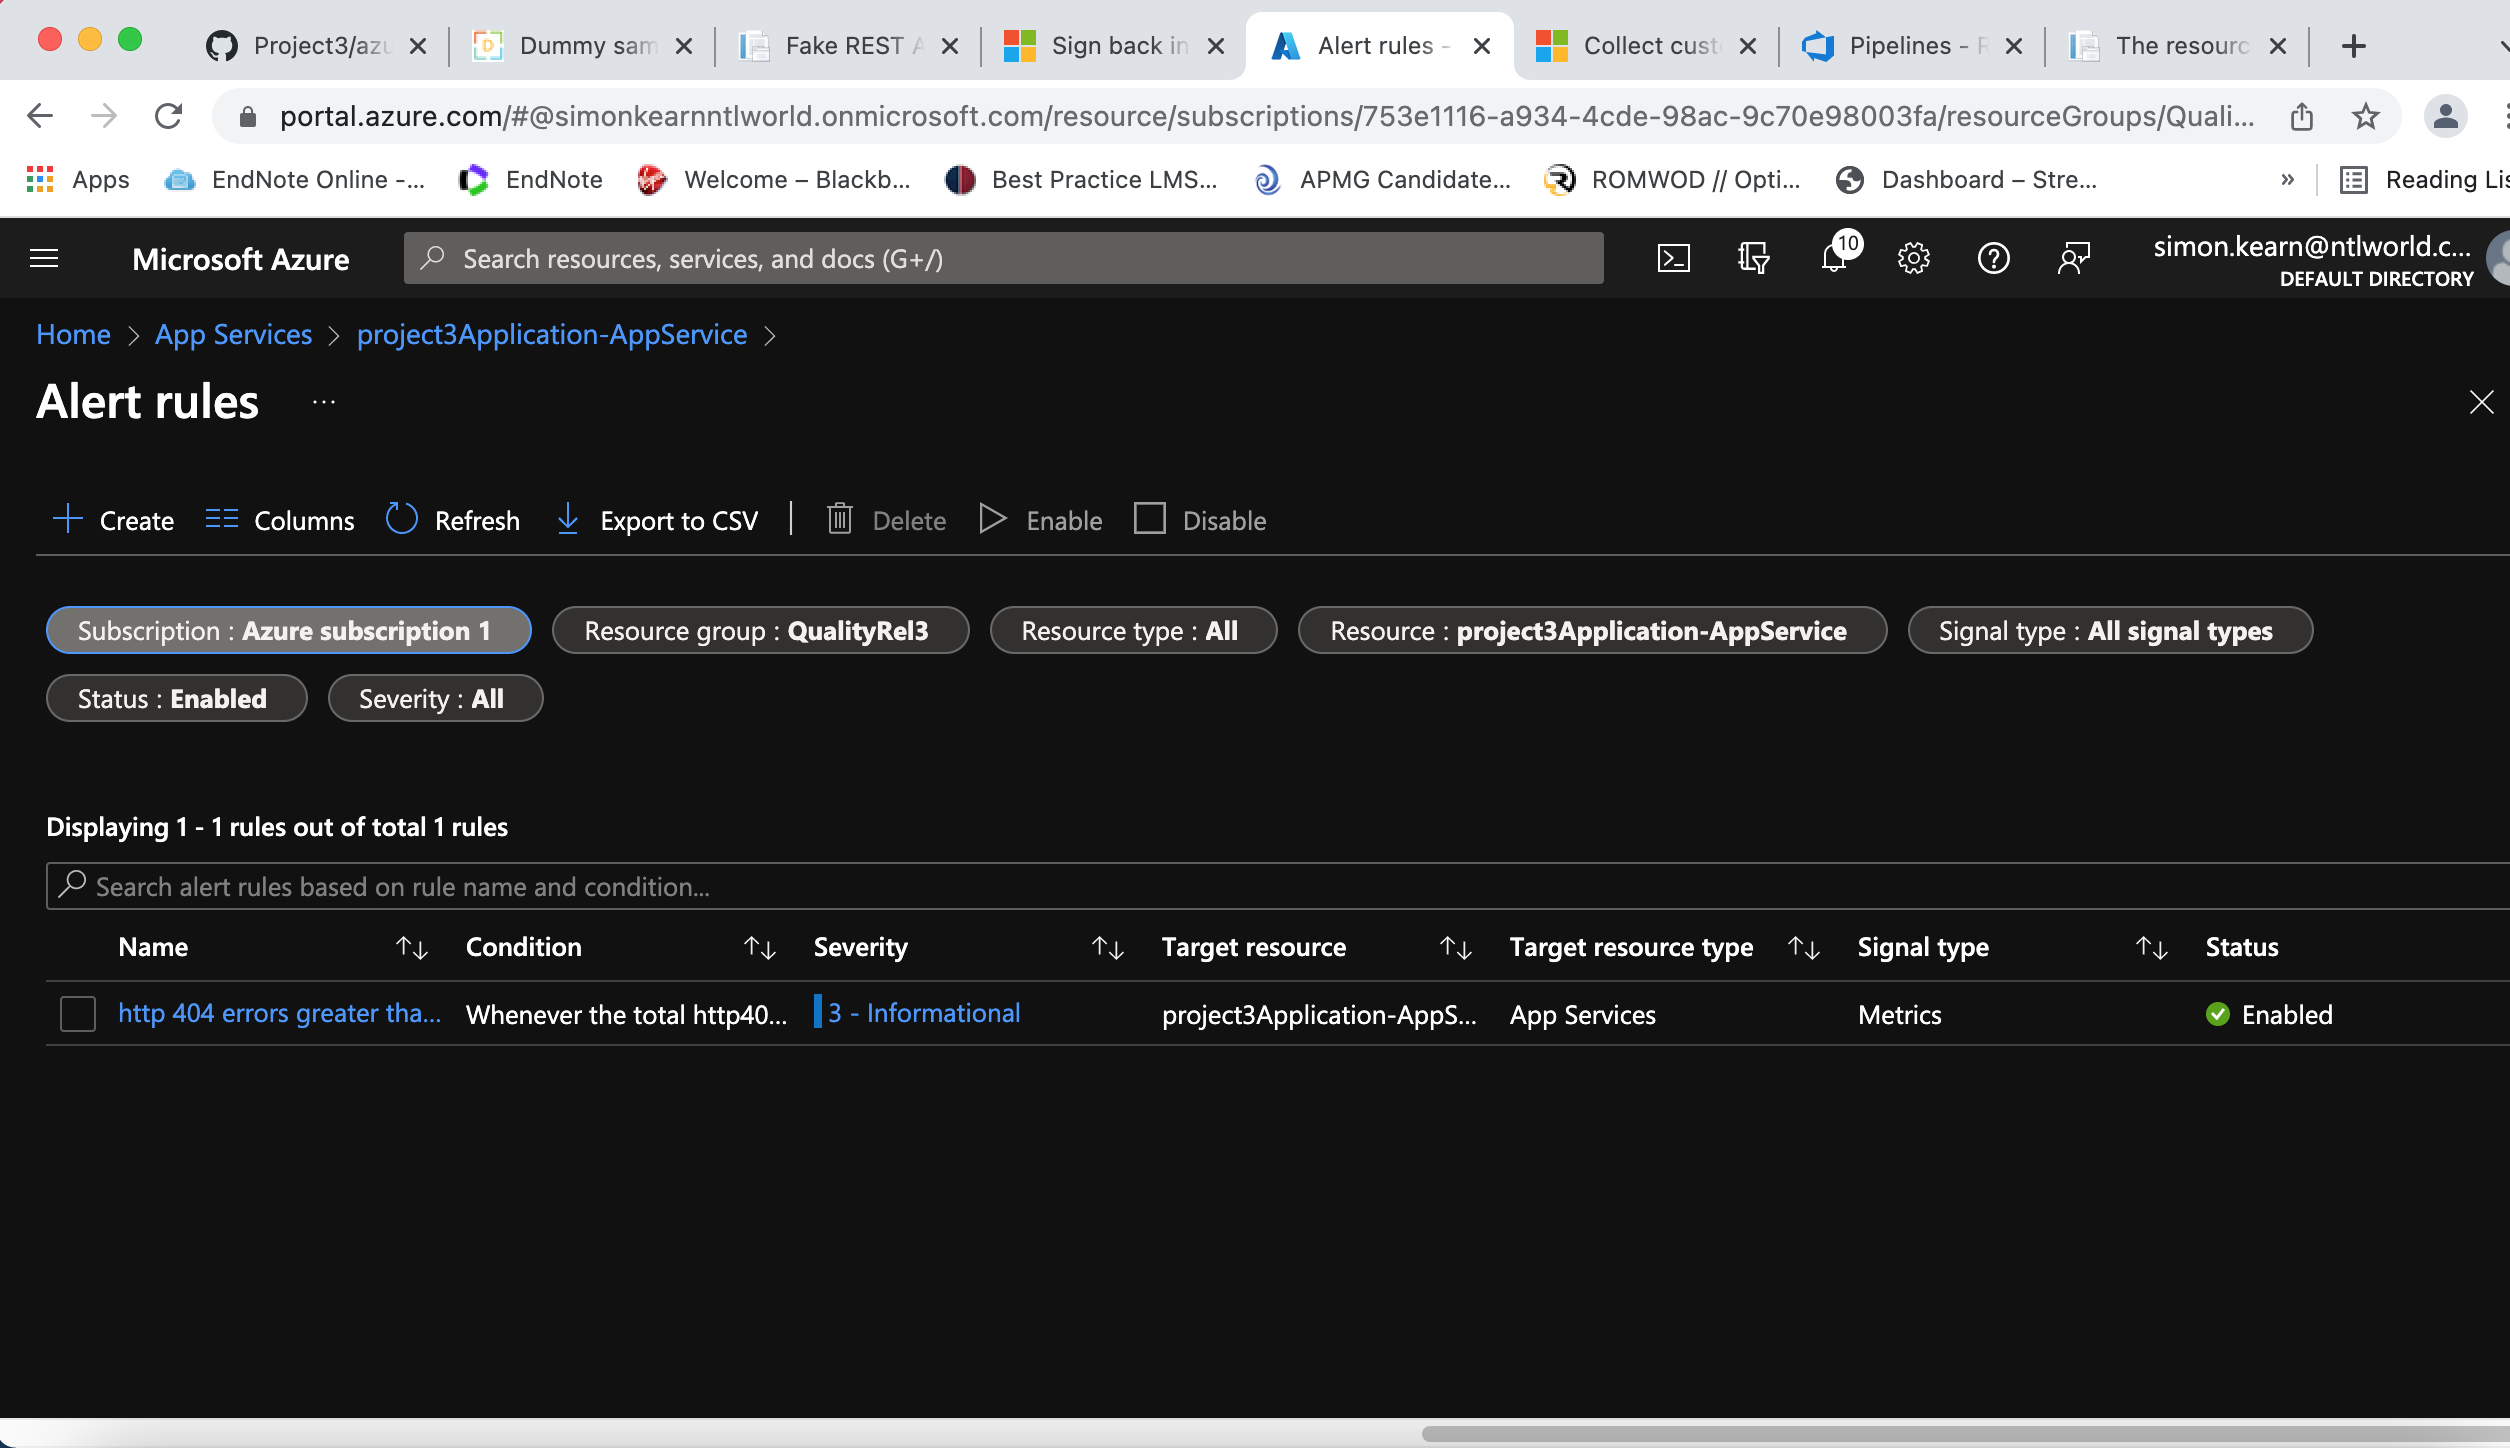 Project3/azu
Dummy sam
Fake REST A
Sign back in
Alert rules -
Collect cust
Pipelines - R
The resourc
portal.azure.com/#@simonkearnntlworld.onmicrosoft.com/resource/subscriptions/753e1116-a934-4cde-98ac-9c70e98003fa/resourceGroups/Quali...
Apps
EndNote Online -...
EndNote
Welcome – Blackb...
Best Practice LMS...
APMG Candidate...
ROMWOD // Opti...
Dashboard – Stre...
»
Reading Lis
Microsoft Azure
Search resources, services, and docs (G+/)
10
simon.kearn@ntlworld.c...
DEFAULT DIRECTORY
Home > App Services > project3Application-AppService >
Alert rules ...
Create Columns Refresh Export to CSV | Delete Enable Disable
Subscription : Azure subscription 1
Resource group : QualityRel3
Resource type : All
Resource : project3Application-AppService
Signal type : All signal types
Status : Enabled
Severity : All
Displaying 1 - 1 rules out of total 1 rules
Search alert rules based on rule name and condition...
Name Condition Severity Target resource Target resource type Signal type Status
http 404 errors greater tha... Whenever the total http40... 3 - Informational project3Application-AppS... App Services Metrics Enabled